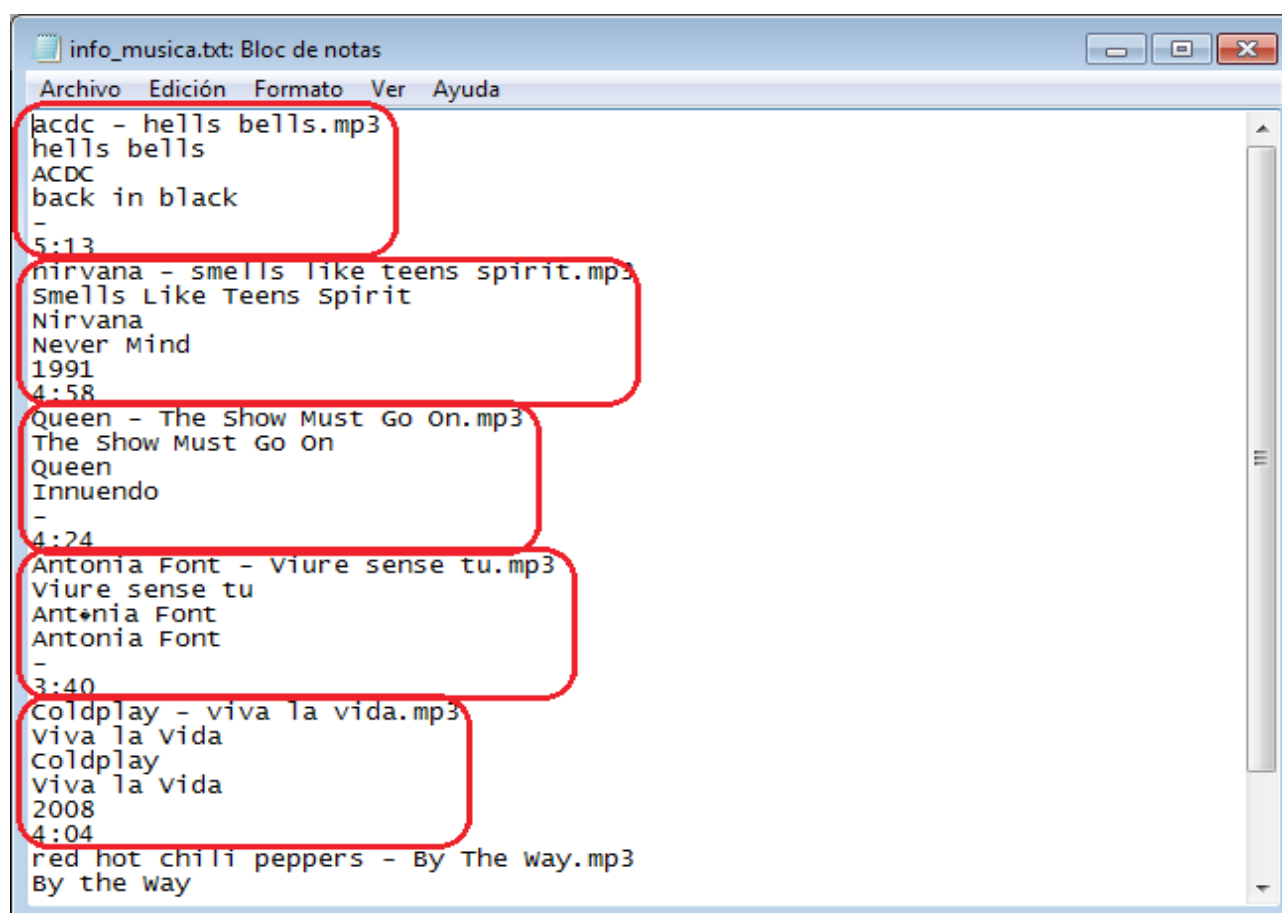 info_musica.txt: Bloc de notas
Archivo Edición Formato Ver Ayuda
acdc - hells bells.mp3
hells bells
ACDC
back in black
-
5:13
nirvana - smells like teens spirit.mp3
Smells Like Teens Spirit
Nirvana
Never Mind
1991
4:58
Queen - The Show Must Go On.mp3
The Show Must Go On
Queen
Innuendo
-
4:24
Antonia Font - Viure sense tu.mp3
Viure sense tu
Ant�nia Font
Antonia Font
-
3:40
Coldplay - viva la vida.mp3
Viva la Vida
Coldplay
Viva la Vida
2008
4:04
red hot chili peppers - By The Way.mp3
By the Way